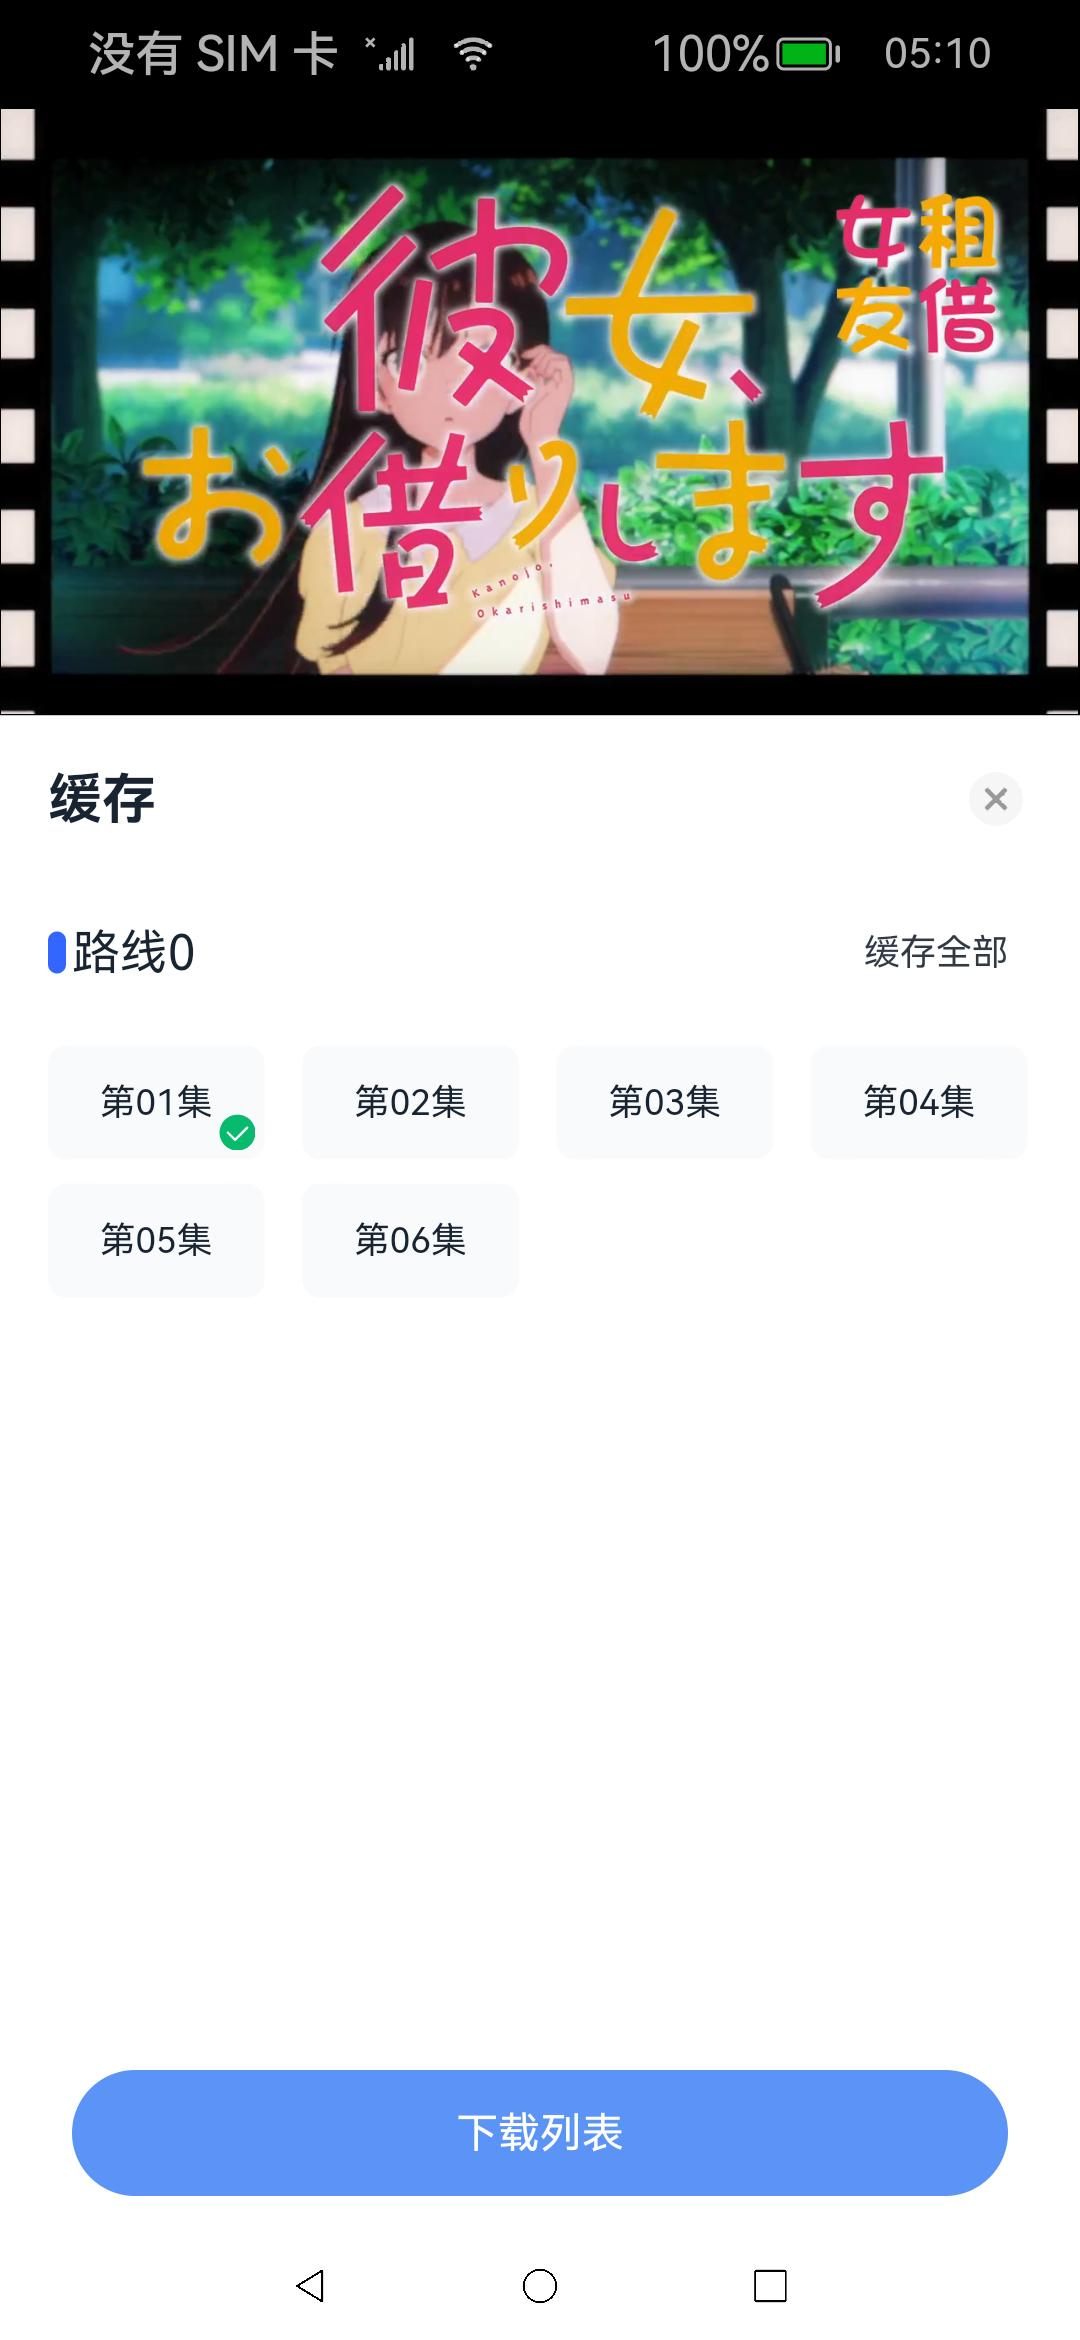 没有 SIM 卡 100% 05:10
彼女、
お借りします
Kanojo,
Okarishimasu
女租
友借
缓存
路线0 缓存全部
第01集 第02集 第03集 第04集
第05集 第06集
下载列表